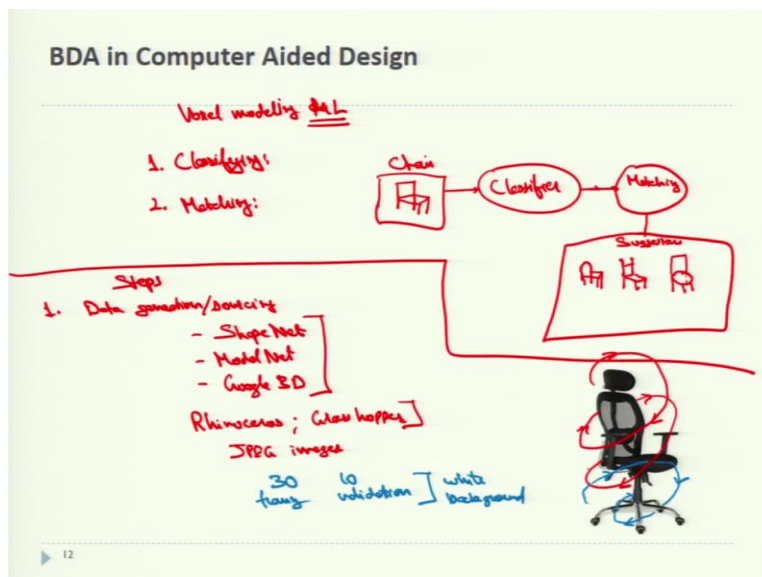 BDA in Computer Aided Design
Voxel modeling ML
1. Classifying:
2. Matching:
Chair
Classifier
Matching
Suggestion
Steps
1. Data generation/sourcing
- ShapeNet
- ModelNet
- Google 3D
Rhinoceros ; Grasshopper
JPEG images
30 10 white
validation background
12